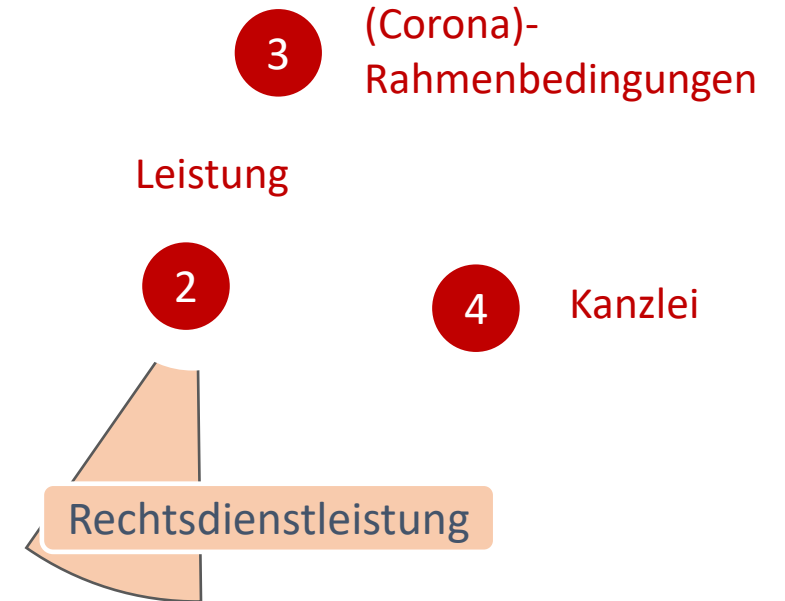 3
(Corona)-
Rahmenbedingungen
Leistung
2
4
Kanzlei
Rechtsdienstleistung